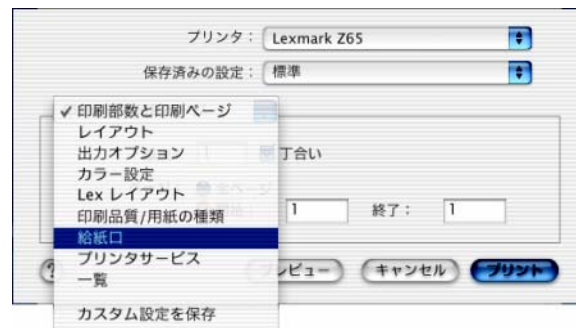 プリンタ： Lexmark Z65
保存済みの設定： 標準
✓ 印刷部数と印刷ページ
レイアウト
出力オプション
丁合い
カラー設定
Lex レイアウト
印刷品質/用紙の種類
1 終了： 1
給紙口
プリンタサービス
一覧
カスタム設定を保存
? プレビュー キャンセル プリント